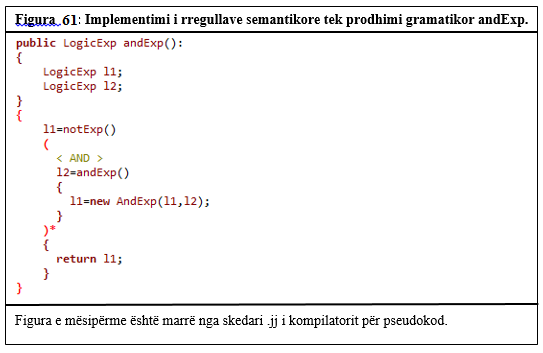 Figura 61: Implementimi i rregullave semantikore tek prodhimi gramatikor andExp.
public LogicExp andExp():
{
LogicExp l1;
LogicExp l2;
}
{
l1=notExp()
(
< AND >
l2=andExp()
{
l1=new AndExp(l1,l2);
}
)*
{
return l1;
}
}
Figura e mësipërme është marrë nga skedari .jj i kompilatorit për pseudokod.